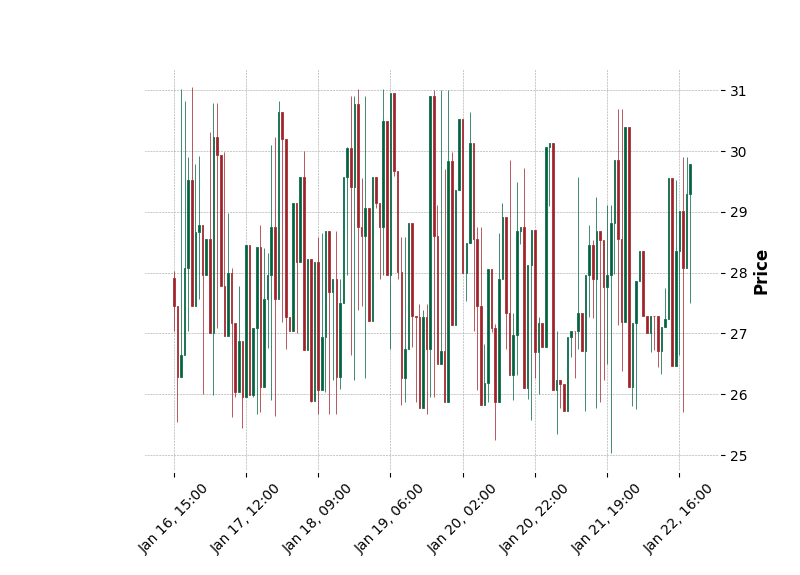 31
30
29
28
27
26
25
Price
Jan 16, 15:00
Jan 17, 12:00
Jan 18, 09:00
Jan 19, 06:00
Jan 20, 02:00
Jan 20, 22:00
Jan 21, 19:00
Jan 22, 16:00